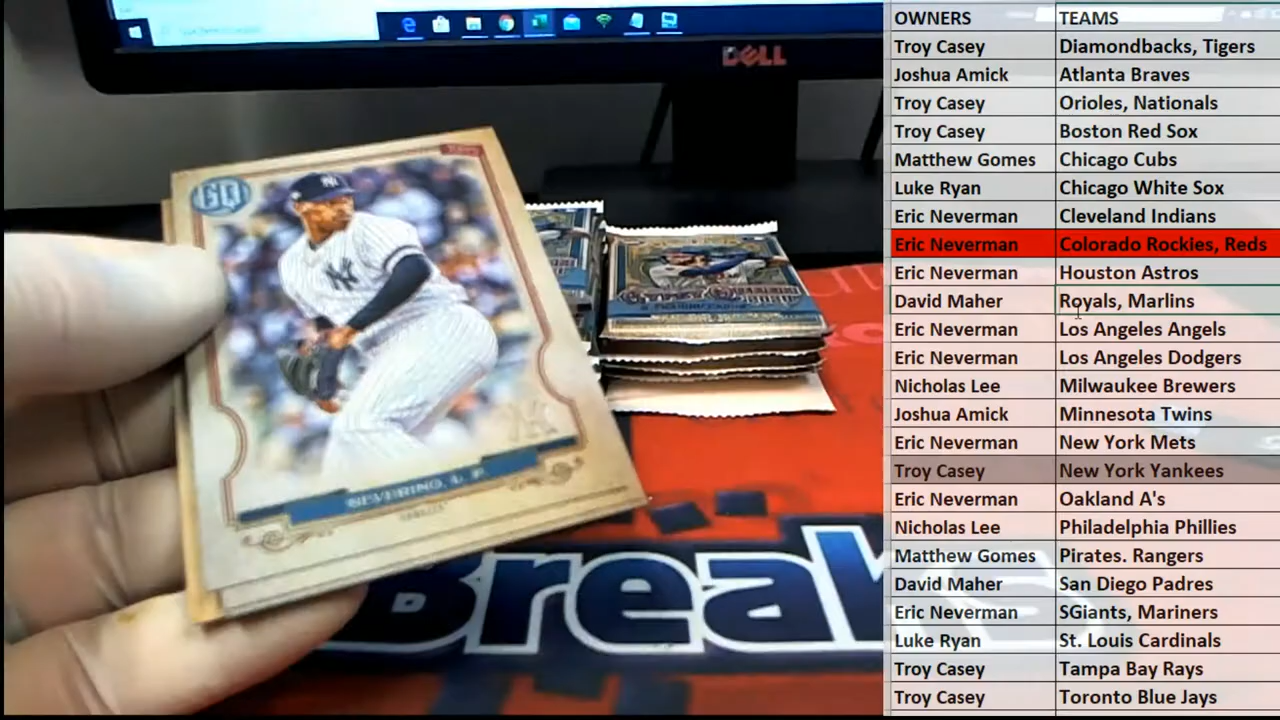 DELL
GQ
TOPPS
NY
SEVERINO, L. P.
Breaks
OWNERS TEAMS
Troy Casey Diamondbacks, Tigers
Joshua Amick Atlanta Braves
Troy Casey Orioles, Nationals
Troy Casey Boston Red Sox
Matthew Gomes Chicago Cubs
Luke Ryan Chicago White Sox
Eric Neverman Cleveland Indians
Eric Neverman Colorado Rockies, Reds
Eric Neverman Houston Astros
David Maher Royals, Marlins
Eric Neverman Los Angeles Angels
Eric Neverman Los Angeles Dodgers
Nicholas Lee Milwaukee Brewers
Joshua Amick Minnesota Twins
Eric Neverman New York Mets
Troy Casey New York Yankees
Eric Neverman Oakland A's
Nicholas Lee Philadelphia Phillies
Matthew Gomes Pirates. Rangers
David Maher San Diego Padres
Eric Neverman SGiants, Mariners
Luke Ryan St. Louis Cardinals
Troy Casey Tampa Bay Rays
Troy Casey Toronto Blue Jays